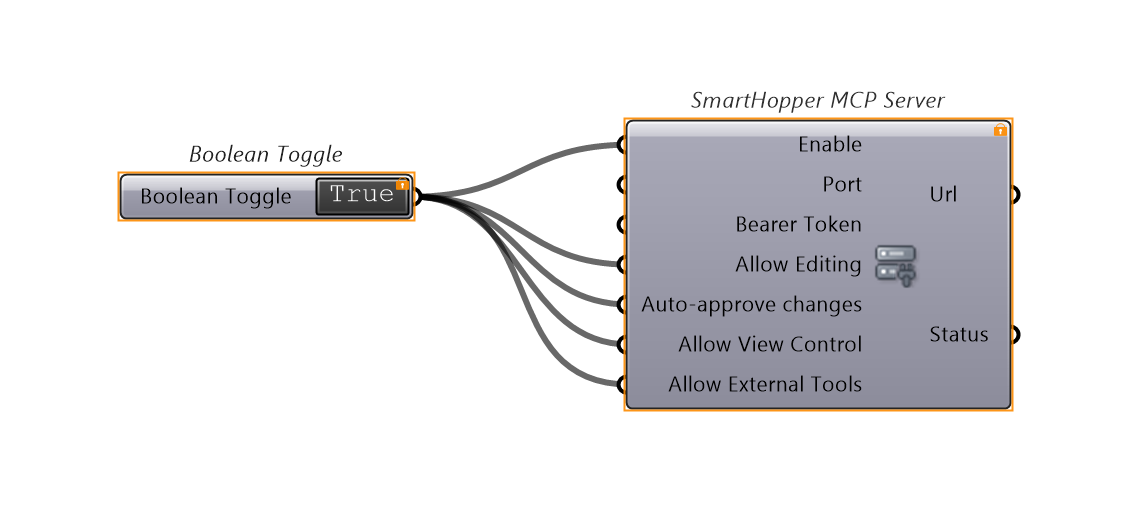 SmartHopper MCP Server
Boolean Toggle
Boolean Toggle True
Enable
Port
Bearer Token
Allow Editing
Auto-approve changes
Allow View Control
Allow External Tools
Url
Status